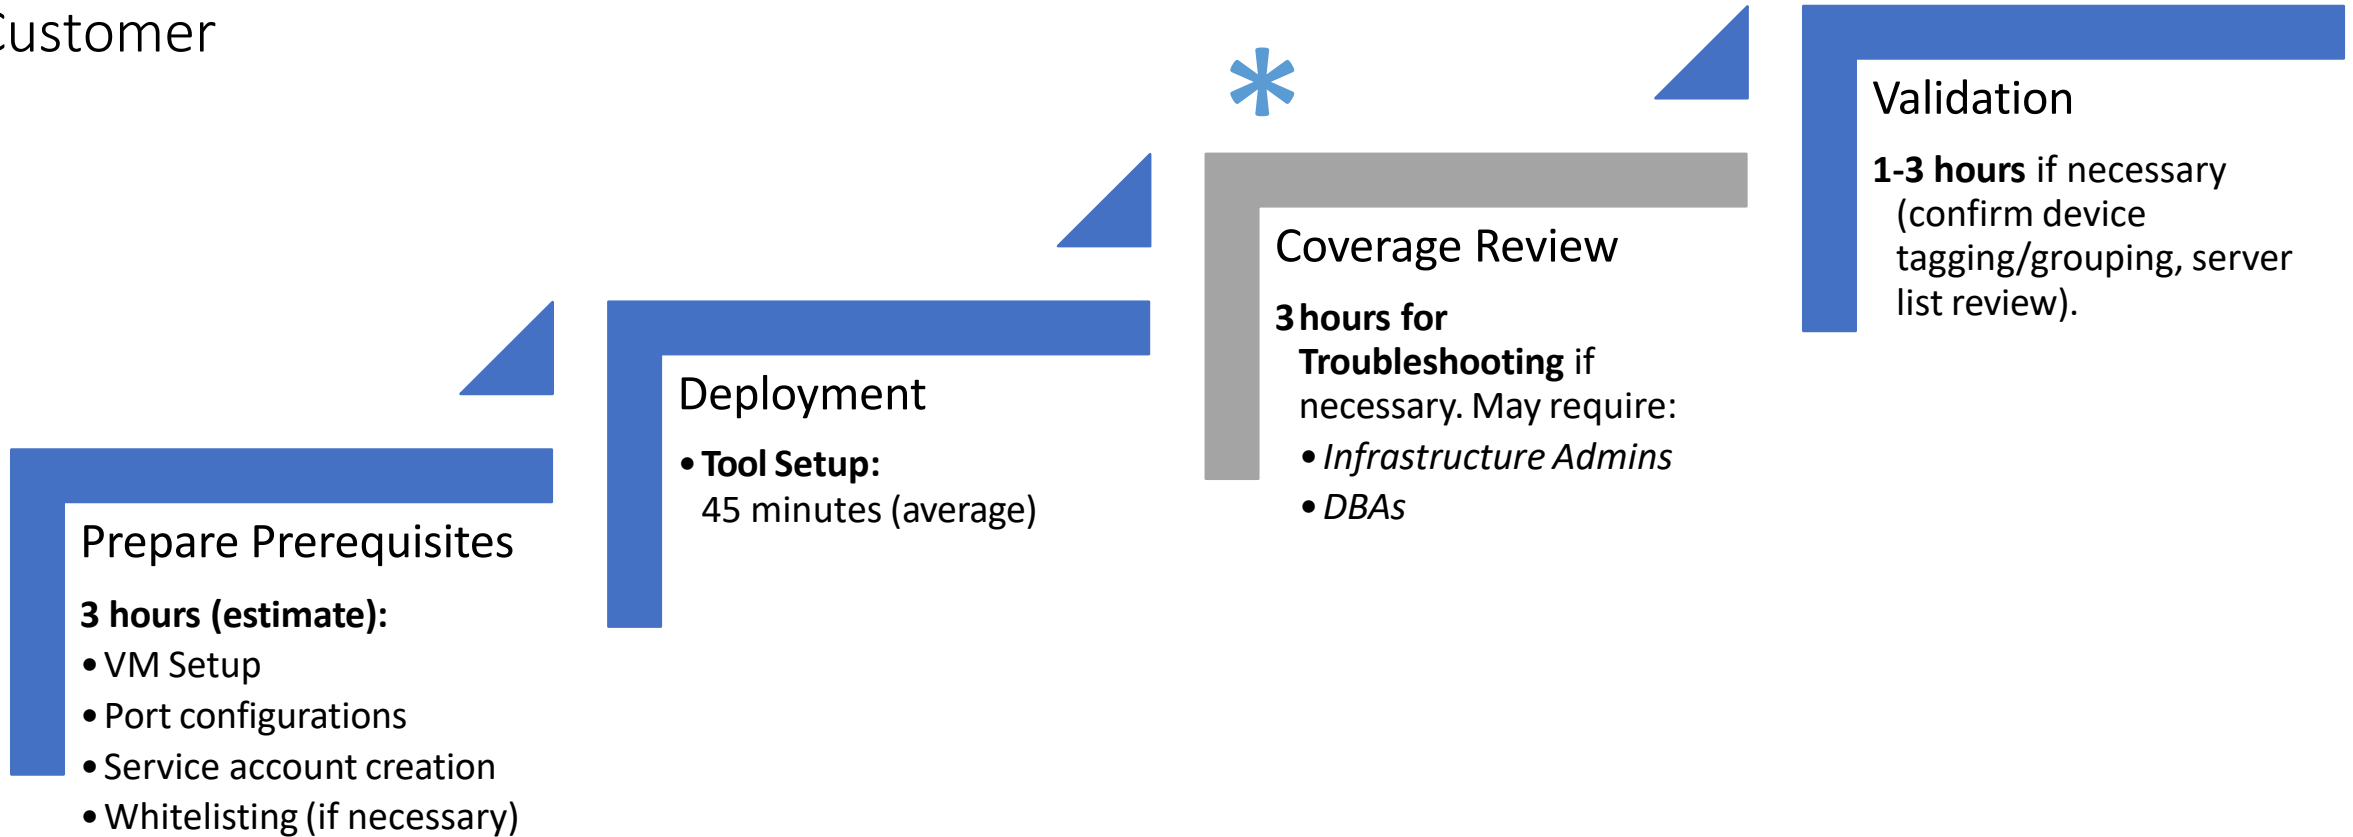 Customer
*
Prepare Prerequisites
3 hours (estimate):
• VM Setup
• Port configurations
• Service account creation
• Whitelisting (if necessary)
Deployment
• Tool Setup:
45 minutes (average)
Coverage Review
3 hours for
Troubleshooting if
necessary. May require:
• Infrastructure Admins
• DBAs
Validation
1-3 hours if necessary
(confirm device
tagging/grouping, server
list review).